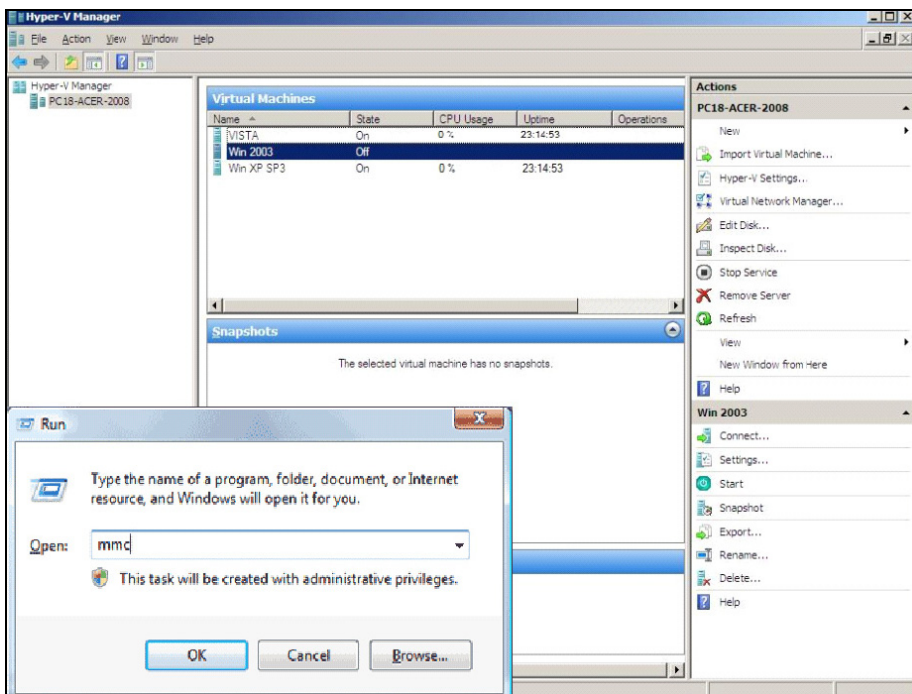 Hyper-V Manager
File Action View Window Help
Hyper-V Manager
PC18-ACER-2008
Virtual Machines
Name State CPU Usage Uptime Operations
VISTA On 0 % 23:14:53
Win 2003 Off
Win XP SP3 On 0 % 23:14:53
Snapshots
The selected virtual machine has no snapshots.
Actions
PC18-ACER-2008
New
Import Virtual Machine...
Hyper-V Settings...
Virtual Network Manager...
Edit Disk...
Inspect Disk...
Stop Service
Remove Server
Refresh
View
New Window from Here
Help
Win 2003
Connect...
Settings...
Start
Snapshot
Export...
Rename...
Delete...
Help
Run
Type the name of a program, folder, document, or Internet
resource, and Windows will open it for you.
Open: mmc
This task will be created with administrative privileges.
OK Cancel Browse...